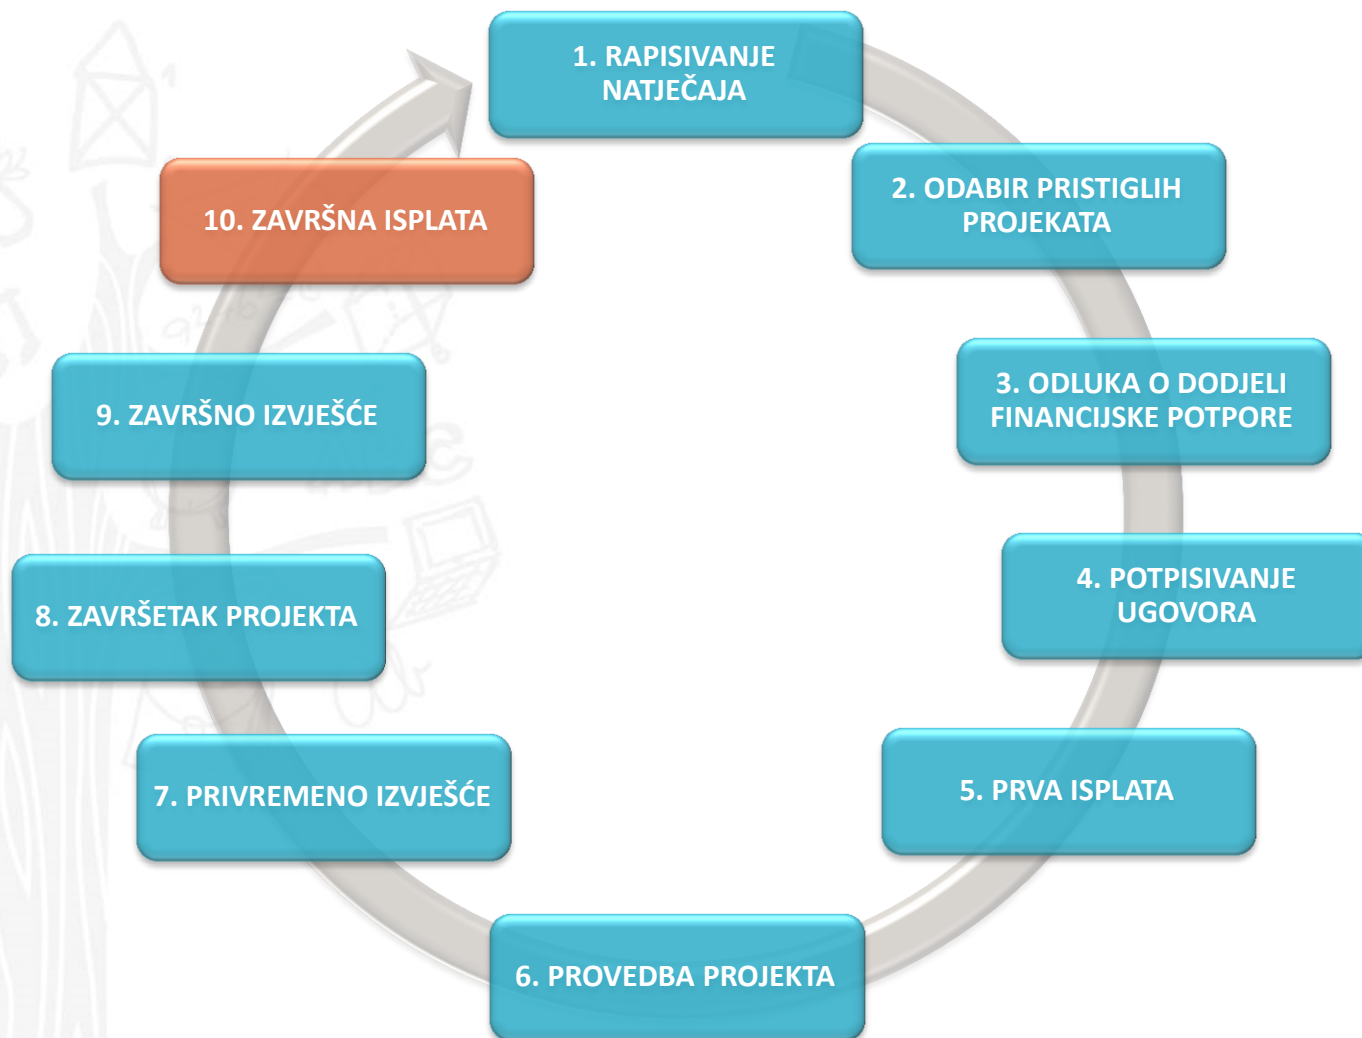 1. RAPISIVANJE
NATJEČAJA
2. ODABIR PRISTIGLIH
PROJEKATA
3. ODLUKA O DODJELI
FINANCIJSKE POTPORE
4. POTPISIVANJE
UGOVORA
5. PRVA ISPLATA
6. PROVEDBA PROJEKTA
7. PRIVREMENO IZVJEŠĆE
8. ZAVRŠETAK PROJEKTA
9. ZAVRŠNO IZVJEŠĆE
10. ZAVRŠNA ISPLATA